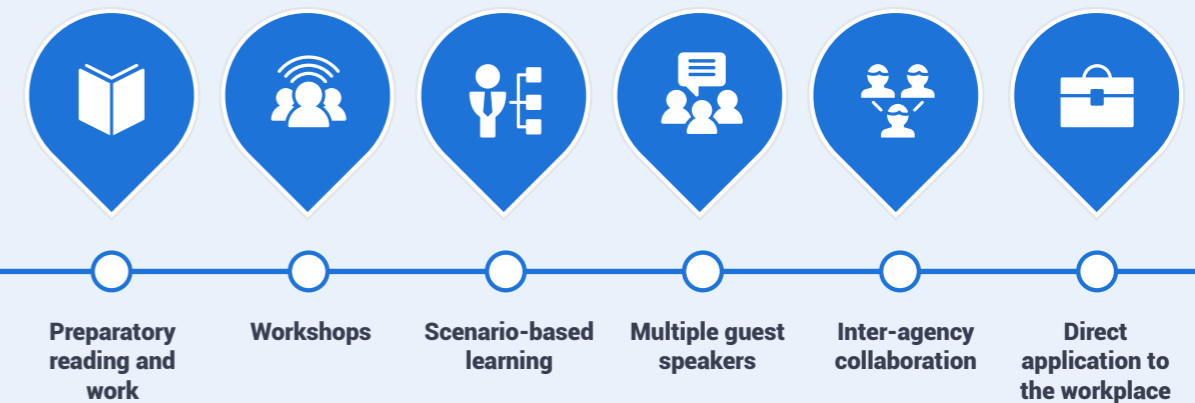 Preparatory
reading and
work
Workshops
Scenario-based
learning
Multiple guest
speakers
Inter-agency
collaboration
Direct
application to
the workplace